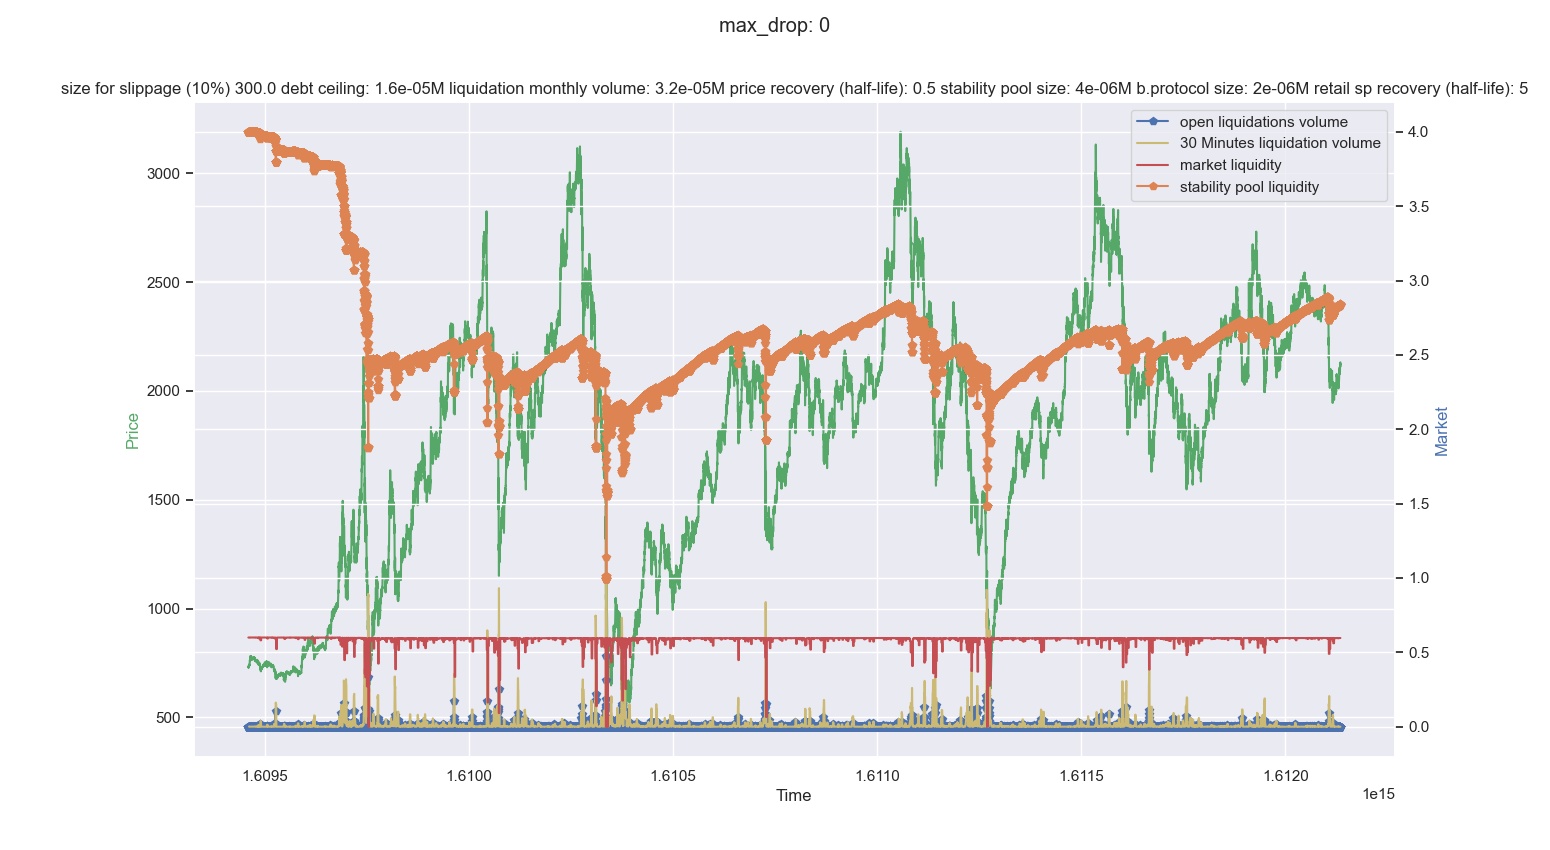 max_drop: 0
size for slippage (10%) 300.0 debt ceiling: 1.6e-05M liquidation monthly volume: 3.2e-05M price recovery (half-life): 0.5 stability pool size: 4e-06M b.protocol size: 2e-06M retail sp recovery (half-life): 5
open liquidations volume
30 Minutes liquidation volume
market liquidity
stability pool liquidity
3000
2500
2000
1500
1000
500
Price
4.0
3.5
3.0
2.5
2.0
1.5
1.0
0.5
0.0
Market
1.6095 1.6100 1.6105 1.6110 1.6115 1.6120
Time
1e15